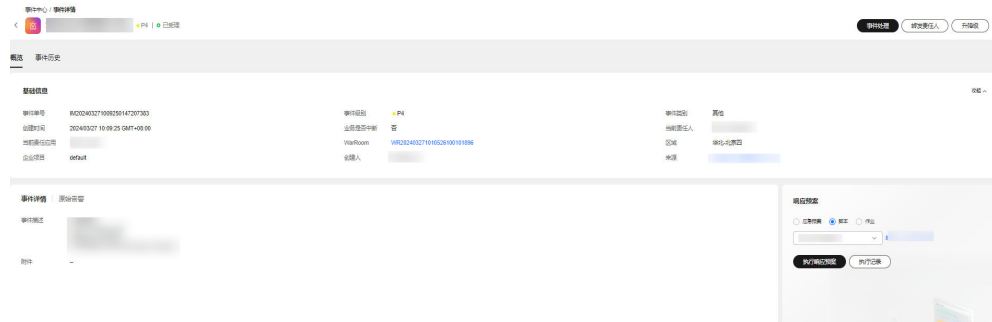 事件中心 / 事件详情
P4 已受理
事件处理 转发责任人 升降级
概览 事件历史
基础信息 收起
事件单号 IM202403271009250147207383 事件级别 P4 事件类别 其他
创建时间 2024/03/27 10:09:25 GMT+08:00 业务是否中断 否 当前责任人
当前责任应用 WarRoom WR202403271010526100101896 区域 华北-北京四
企业项目 default 创建人 来源
事件详情 原始告警 响应预案
事件描述 应急预案 脚本 作业
附件 -- 执行响应预案 执行记录